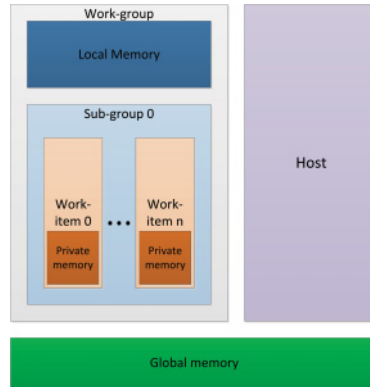 Work-group
Local Memory
Sub-group 0
Work-
item 0
Private
memory
...
Work-
item n
Private
memory
Host
Global memory